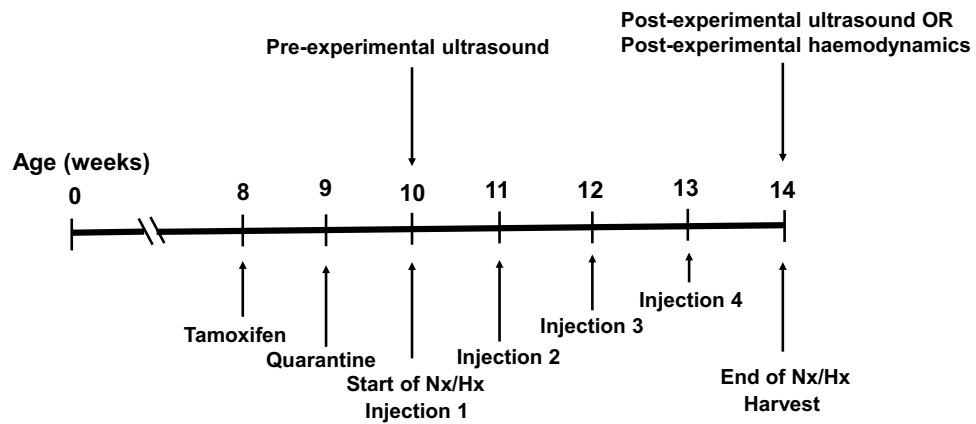 Pre-experimental ultrasound
Post-experimental ultrasound OR
Post-experimental haemodynamics
Age (weeks)
0 8 9 10 11 12 13 14
Tamoxifen
Quarantine
Start of Nx/Hx
Injection 1
Injection 2
Injection 3
Injection 4
End of Nx/Hx
Harvest